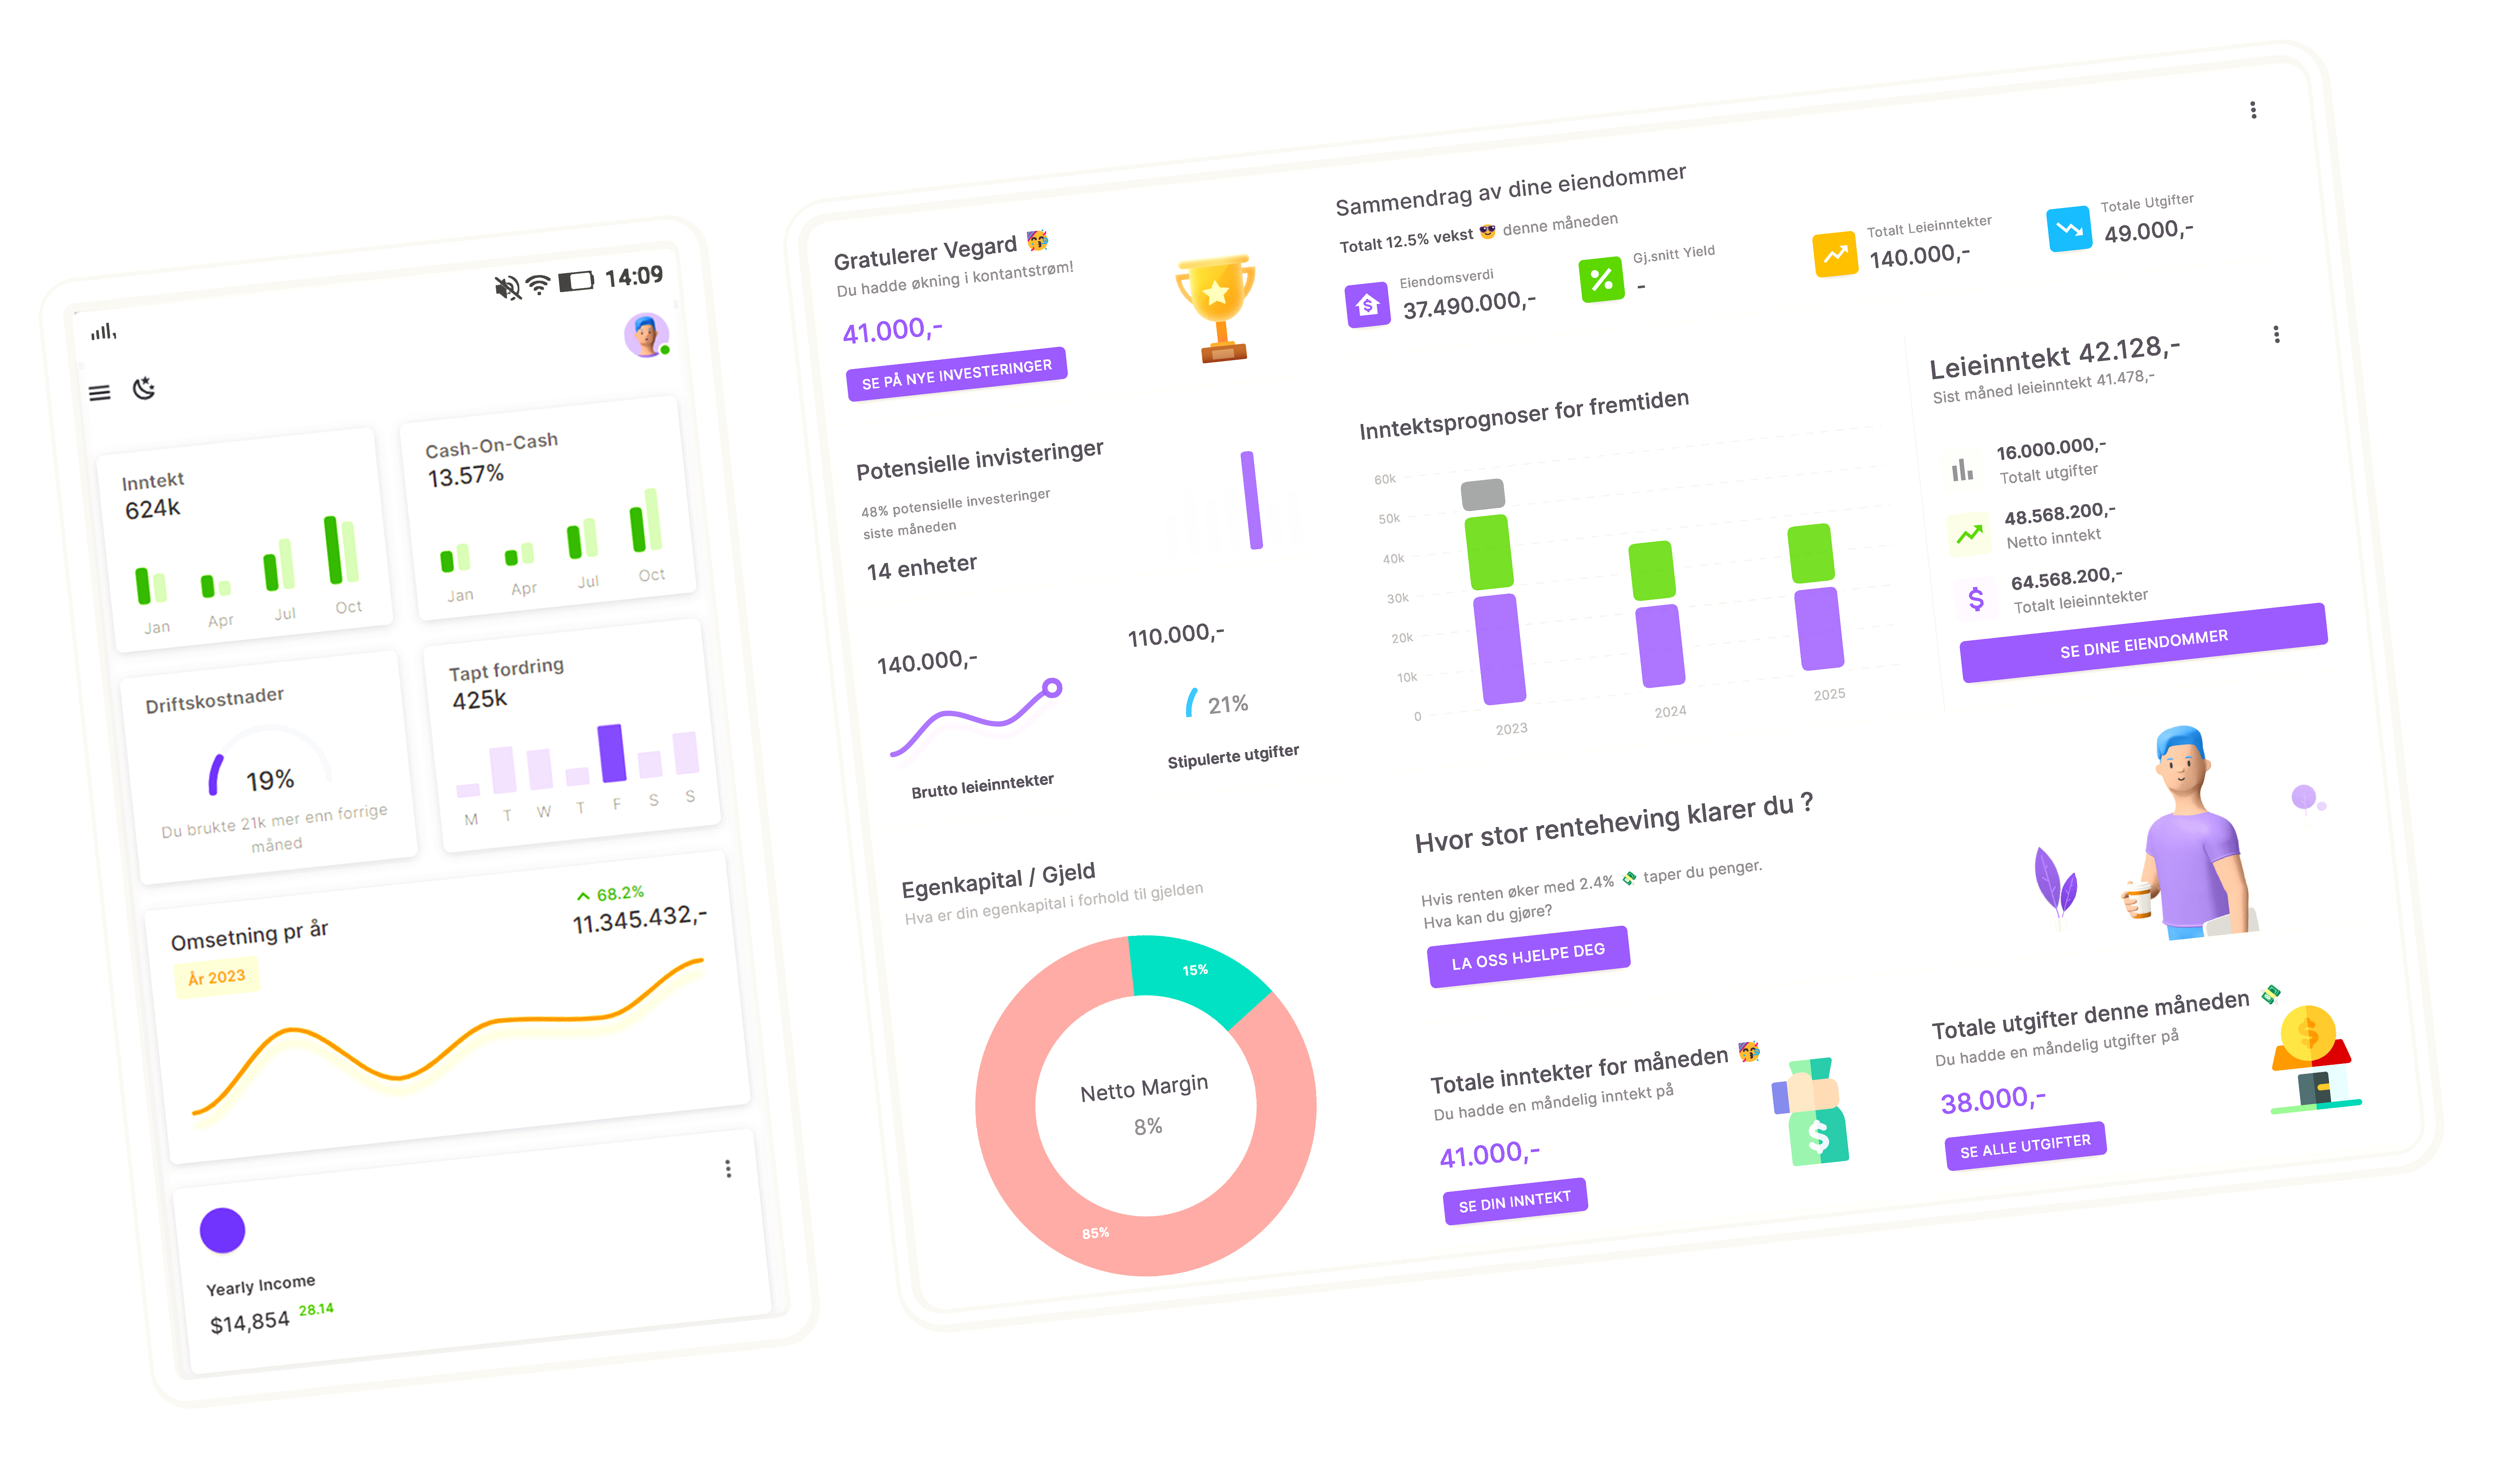 14:09
Inntekt
624k
Jan Apr Jul Oct
Cash-On-Cash
13.57%
Jan Apr Jul Oct
Driftskostnader
19%
Du brukte 21k mer enn forrige
måned
Tapt fordring
425k
M T W T F S S
Omsetning pr år
År 2023
68.2%
11.345.432,-
Yearly Income
$14,854 28.14
Gratulerer Vegard 🥳
Du hadde økning i kontantstrøm!
41.000,-
SE PÅ NYE INVESTERINGER
Sammendrag av dine eiendommer
Totalt 12.5% vekst 😎 denne måneden
Eiendomsverdi
37.490.000,-
Gj.snitt Yield
-
Totalt Leieinntekter
140.000,-
Totale Utgifter
49.000,-
Potensielle invisteringer
48% potensielle investeringer
siste måneden
14 enheter
140.000,-
Brutto leieinntekter
110.000,-
21%
Stipulerte utgifter
Inntektsprognoser for fremtiden
60k
50k
40k
30k
20k
10k
0
2023 2024 2025
Leieinntekt 42.128,-
Sist måned leieinntekt 41.478,-
16.000.000,-
Totalt utgifter
48.568.200,-
Netto inntekt
64.568.200,-
Totalt leieinntekter
SE DINE EIENDOMMER
Egenkapital / Gjeld
Hva er din egenkapital i forhold til gjelden
15%
Netto Margin
8%
85%
Hvor stor renteheving klarer du ?
Hvis renten øker med 2.4% 💸 taper du penger.
Hva kan du gjøre?
LA OSS HJELPE DEG
Totale inntekter for måneden 🥳
Du hadde en måndelig inntekt på
41.000,-
SE DIN INNTEKT
Totale utgifter denne måneden 💸
Du hadde en måndelig utgifter på
38.000,-
SE ALLE UTGIFTER